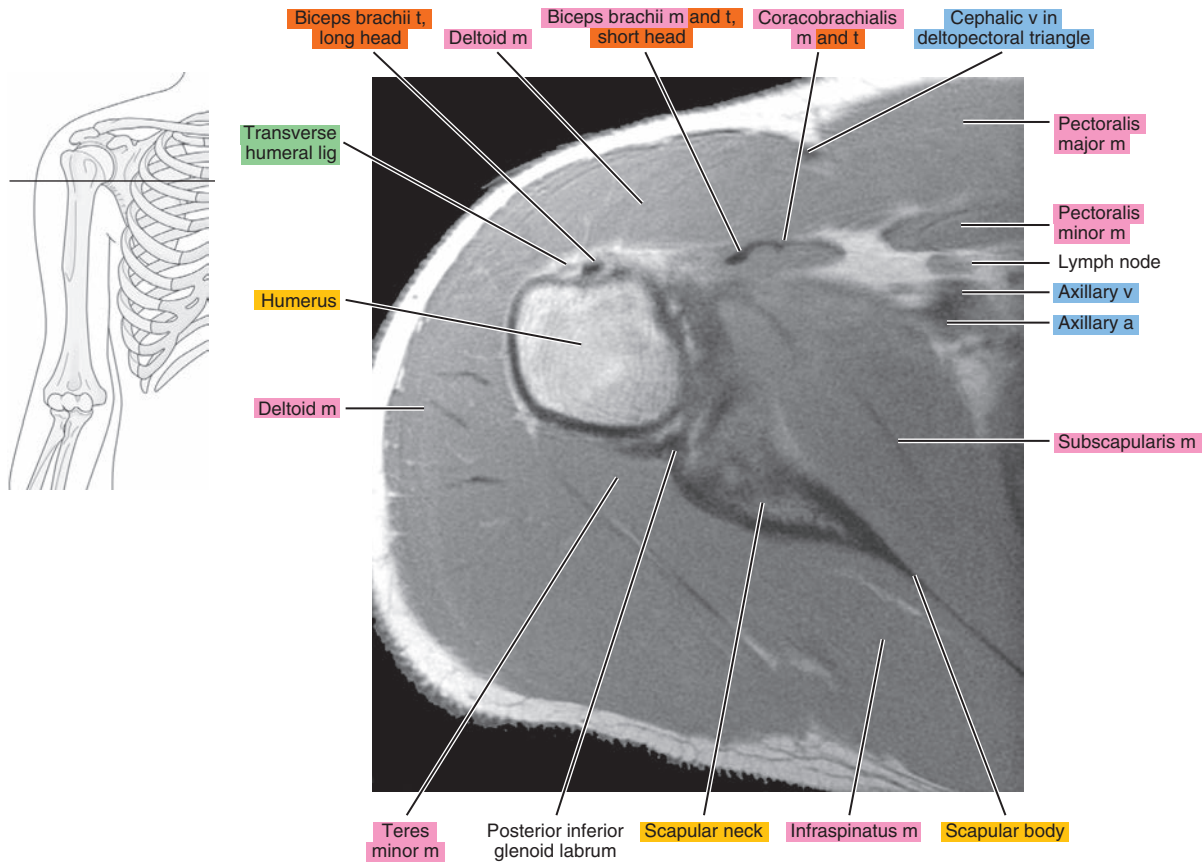 Biceps brachii t,
long head
Deltoid m
Biceps brachii m and t,
short head
Coracobrachialis
m and t
Cephalic v in
deltopectoral triangle
Transverse
humeral lig
Pectoralis
major m
Pectoralis
minor m
Lymph node
Humerus
Axillary v
Axillary a
Deltoid m
Subscapularis m
Teres
minor m
Posterior inferior
glenoid labrum
Scapular neck
Infraspinatus m
Scapular body